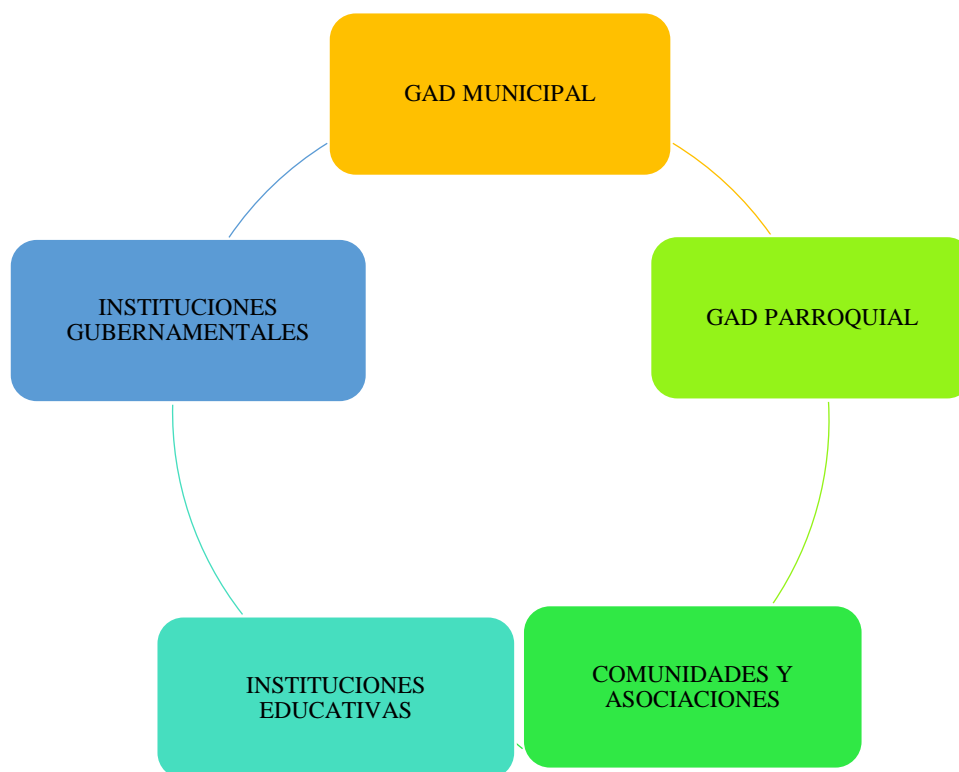 GAD MUNICIPAL
GAD PARROQUIAL
COMUNIDADES Y
ASOCIACIONES
INSTITUCIONES
EDUCATIVAS
INSTITUCIONES
GUBERNAMENTALES